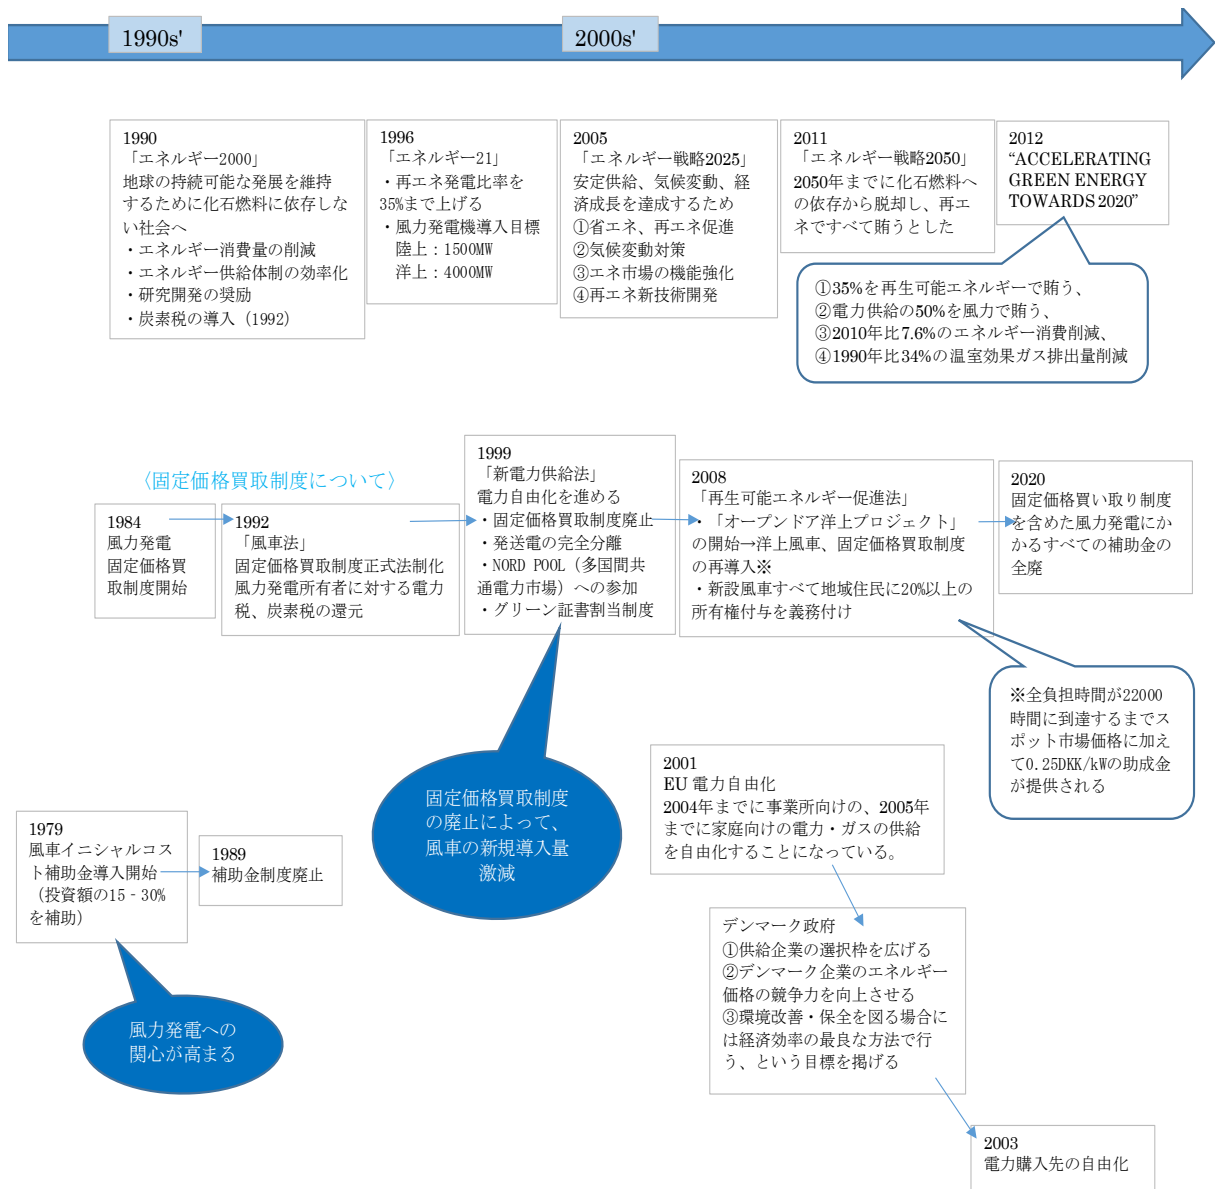 1990s'
2000s'
1990
「エネルギー2000」
地球の持続可能な発展を維持
するために化石燃料に依存しな
い社会へ
・エネルギー消費量の削減
・エネルギー供給体制の効率化
・研究開発の奨励
・炭素税の導入（1992）
1996
「エネルギー21」
・再エネ発電比率を
35%まで上げる
・風力発電機導入目標
陸上：1500MW
洋上：4000MW
2005
「エネルギー戦略2025」
安定供給、気候変動、経
済成長を達成するため
①省エネ、再エネ促進
②気候変動対策
③エネ市場の機能強化
④再エネ新技術開発
2011
「エネルギー戦略2050」
2050年までに化石燃料へ
の依存から脱却し、再エ
ネですべて賄うとした
2012
“ACCELERATING
GREEN ENERGY
TOWARDS 2020”
①35%を再生可能エネルギーで賄う、
②電力供給の50%を風力で賄う、
③2010年比7.6%のエネルギー消費削減、
④1990年比34%の温室効果ガス排出量削減
〈固定価格買取制度について〉
1984
風力発電
固定価格買
取制度開始
1992
「風車法」
固定価格買取制度正式法制化
風力発電所有者に対する電力
税、炭素税の還元
1999
「新電力供給法」
電力自由化を進める
・固定価格買取制度廃止
・発送電の完全分離
・NORD POOL（多国間共
通電力市場）への参加
・グリーン証書割当制度
2008
「再生可能エネルギー促進法」
・「オープンドア洋上プロジェクト」
の開始→洋上風車、固定価格買取制度
の再導入※
・新設風車すべて地域住民に20%以上の
所有権付与を義務付け
2020
固定価格買い取り制度
を含めた風力発電にか
かるすべての補助金の
全廃
※全負担時間が22000
時間に到達するまでス
ポット市場価格に加え
て0.25DKK/kWの助成金
が提供される
固定価格買取制度
の廃止によって、
風車の新規導入量
激減
2001
EU 電力自由化
2004年までに事業所向けの、2005年
までに家庭向けの電力・ガスの供給
を自由化することになっている。
1979
風車イニシャルコス
ト補助金導入開始
（投資額の15‐30%
を補助）
1989
補助金制度廃止
風力発電への
関心が高まる
デンマーク政府
①供給企業の選択枠を広げる
②デンマーク企業のエネルギー
価格の競争力を向上させる
③環境改善・保全を図る場合に
は経済効率の最良な方法で行
う、という目標を掲げる
2003
電力購入先の自由化